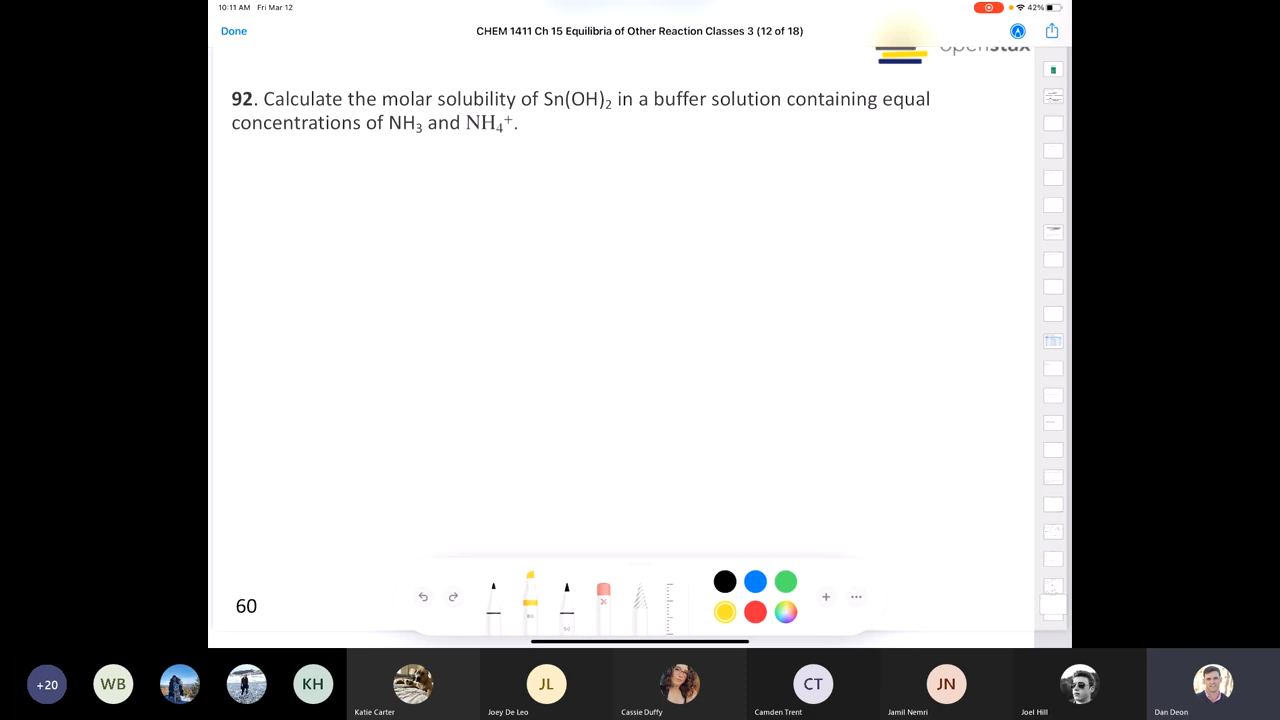 10:11 AM Fri Mar 12
42%
Done
CHEM 1411 Ch 15 Equilibria of Other Reaction Classes 3 (12 of 18)
openstax
92. Calculate the molar solubility of Sn(OH)₂ in a buffer solution containing equal
concentrations of NH₃ and NH₄⁺.
60
+20
WB
KH
JL
CT
JN
Katie Carter
Joey De Leo
Cassie Duffy
Camden Trent
Jamil Nemri
Joel Hill
Dan Deon